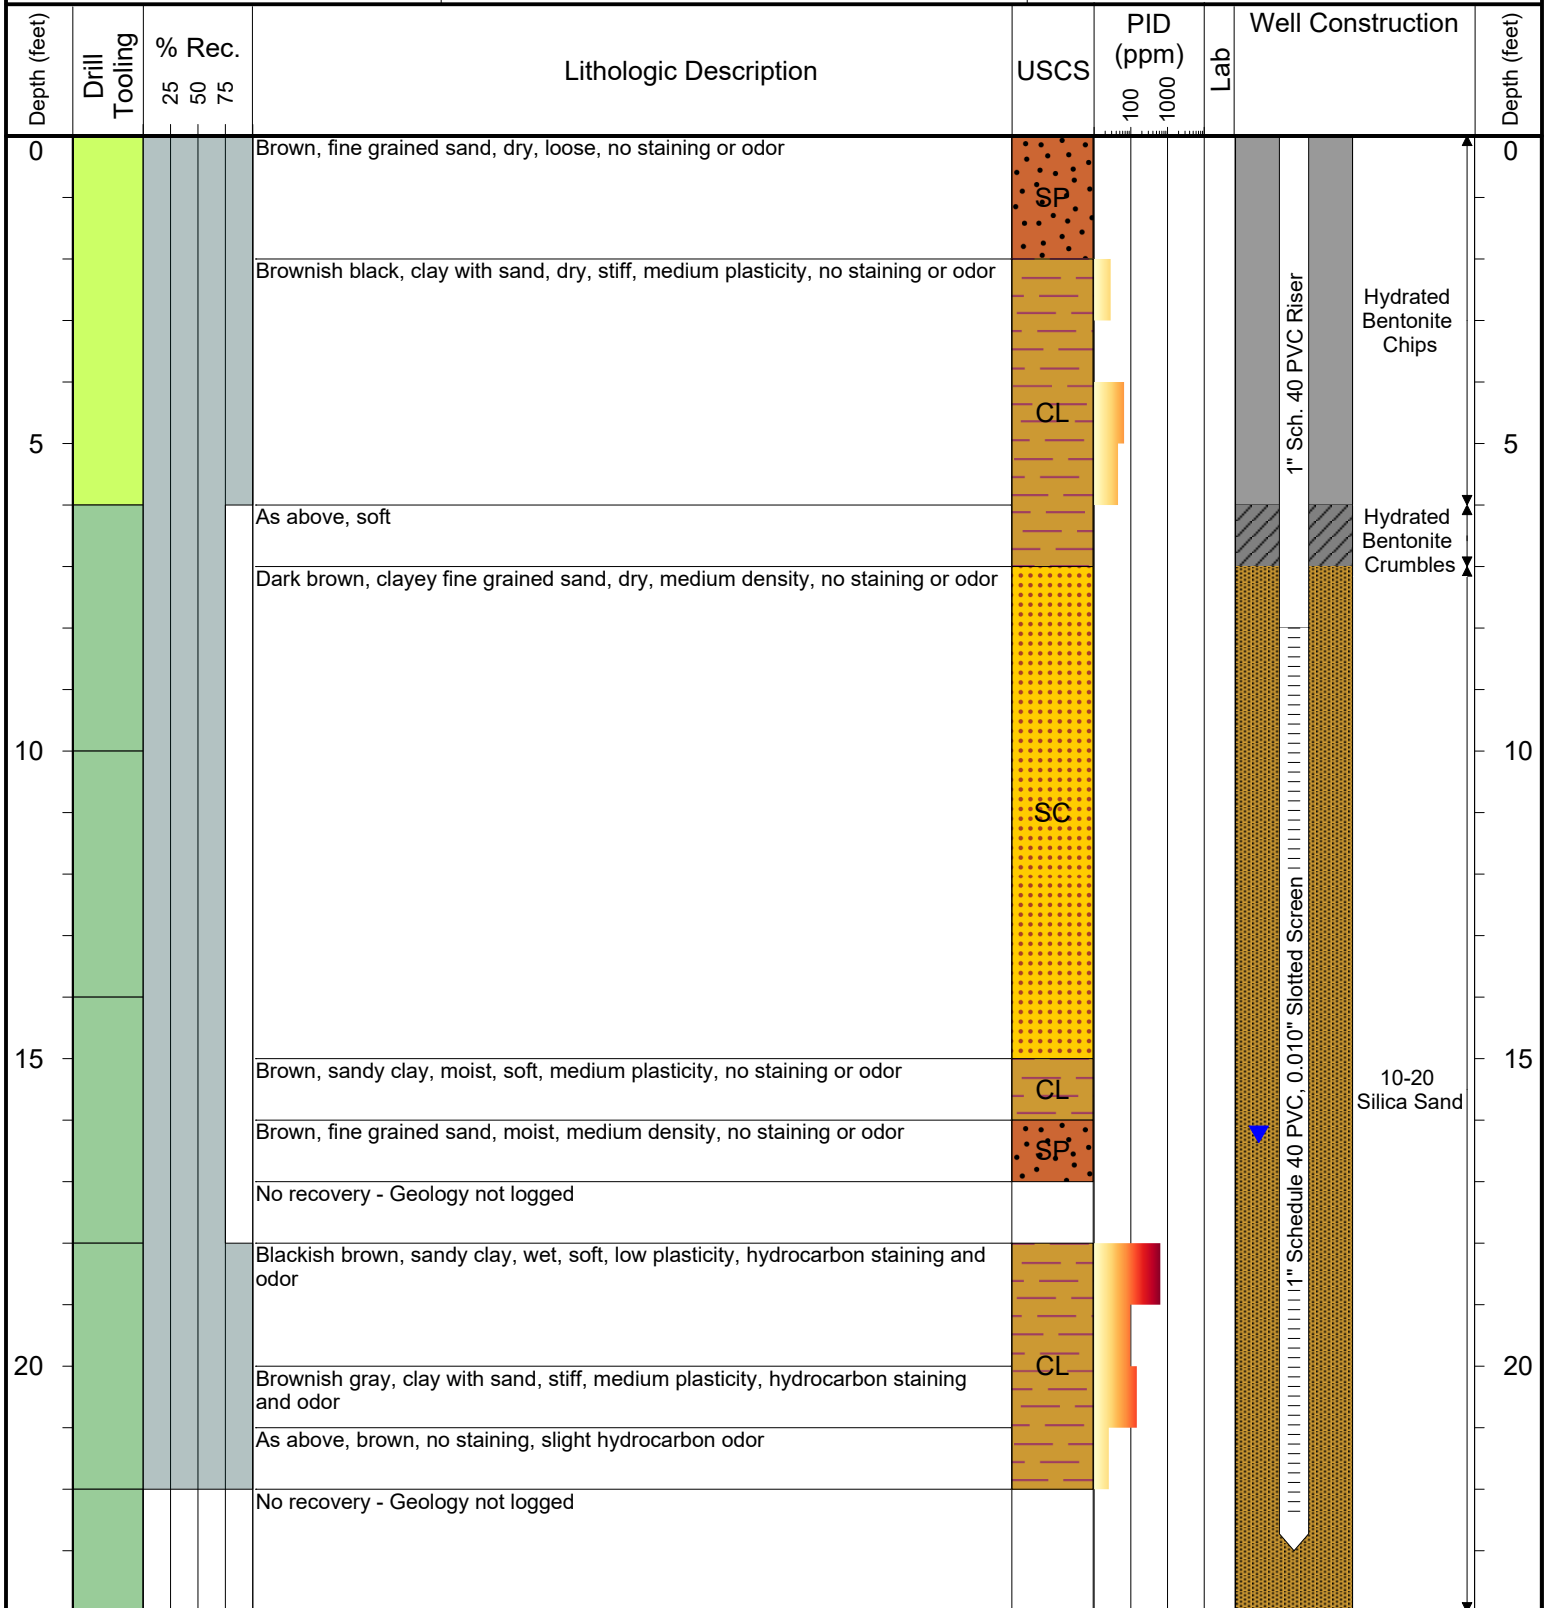 Depth (feet)
Drill
Tooling
% Rec.
25
50
75
Lithologic Description
USCS
PID
(ppm)
100
1000
Lab
Well Construction
Depth (feet)
0
Brown, fine grained sand, dry, loose, no staining or odor
SP
0
Brownish black, clay with sand, dry, stiff, medium plasticity, no staining or odor
CL
1" Sch. 40 PVC Riser
Hydrated
Bentonite
Chips
5
5
As above, soft
Hydrated
Bentonite
Crumbles
Dark brown, clayey fine grained sand, dry, medium density, no staining or odor
10
10
SC
1" Schedule 40 PVC, 0.010" Slotted Screen
15
15
Brown, sandy clay, moist, soft, medium plasticity, no staining or odor
CL
10-20
Silica Sand
Brown, fine grained sand, moist, medium density, no staining or odor
SP
No recovery - Geology not logged
Blackish brown, sandy clay, wet, soft, low plasticity, hydrocarbon staining and
odor
20
CL
20
Brownish gray, clay with sand, stiff, medium plasticity, hydrocarbon staining
and odor
As above, brown, no staining, slight hydrocarbon odor
No recovery - Geology not logged